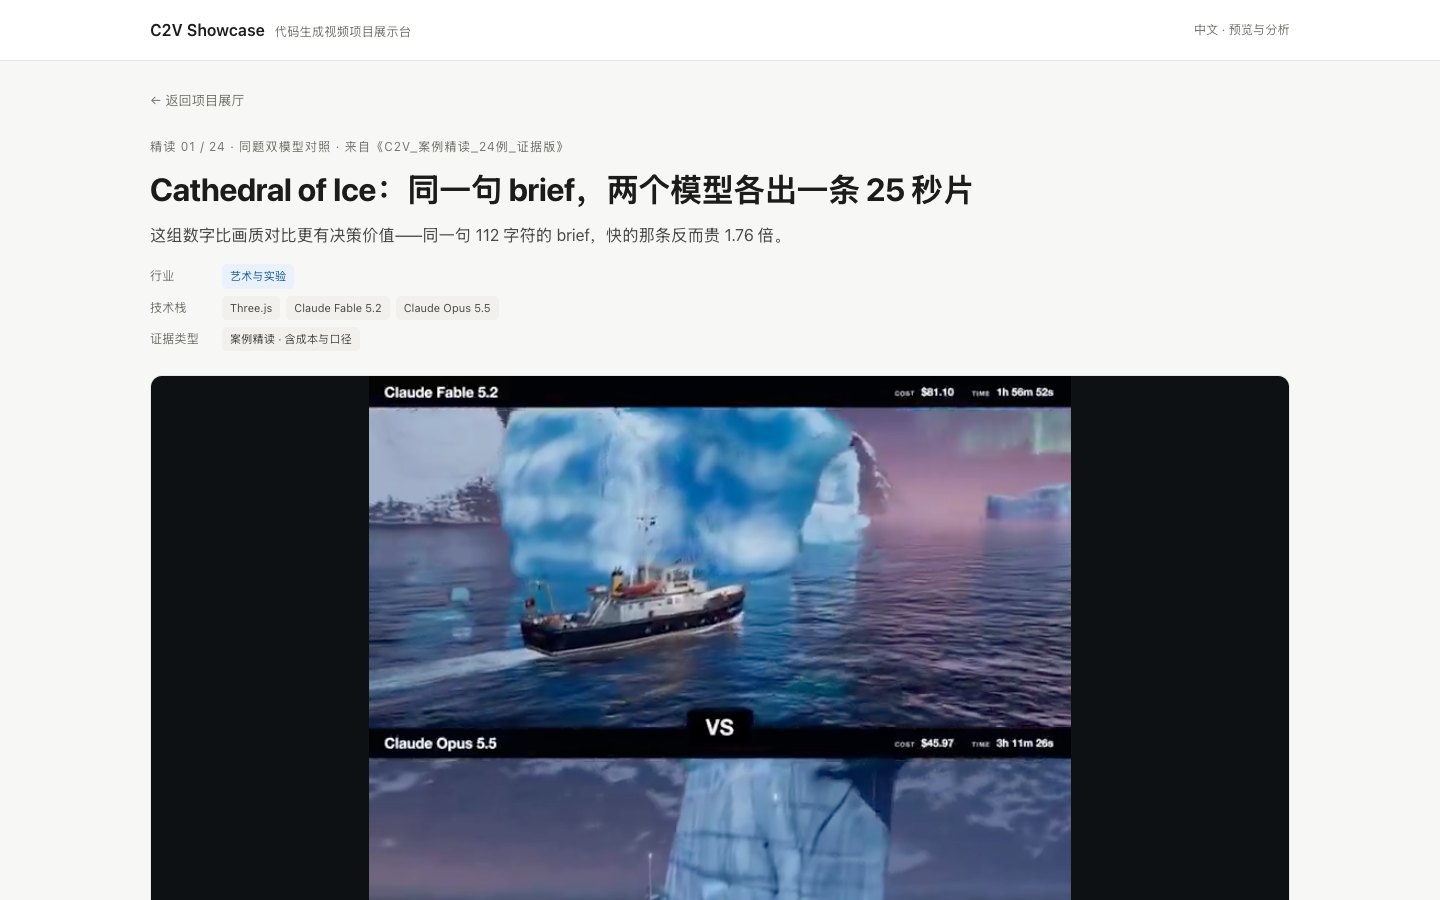 C2V Showcase 代码生成视频项目展示台
中文 · 预览与分析
← 返回项目展厅
精读 01 / 24 · 同题双模型对照 · 来自《C2V_案例精读_24例_证据版》
Cathedral of Ice：同一句 brief，两个模型各出一条 25 秒片
这组数字比画质对比更有决策价值——同一句 112 字符的 brief，快的那条反而贵 1.76 倍。
行业 艺术与实验
技术栈 Three.js Claude Fable 5.2 Claude Opus 5.5
证据类型 案例精读 · 含成本与口径
Claude Fable 5.2 COST $81.10 TIME 1h 56m 52s
VS
Claude Opus 5.5 COST $45.97 TIME 3h 11m 26s